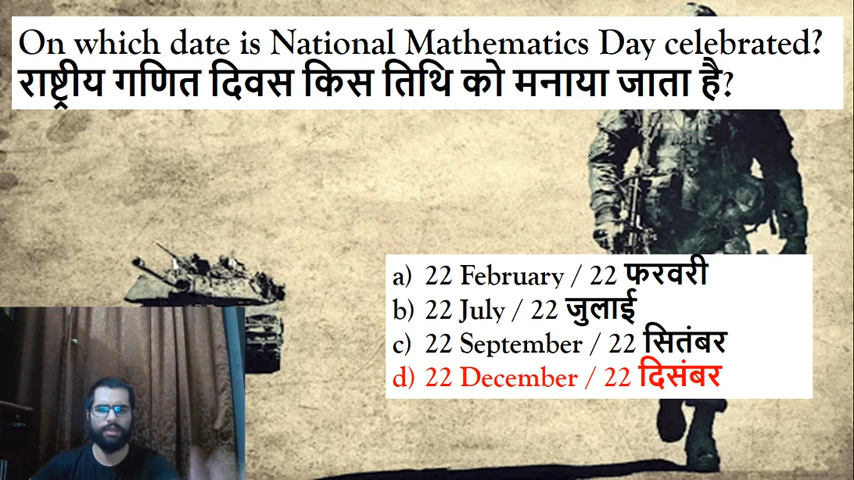 On which date is National Mathematics Day celebrated?
राष्ट्रीय गणित दिवस किस तिथि को मनाया जाता है?
a) 22 February / 22 फरवरी
b) 22 July / 22 जुलाई
c) 22 September / 22 सितंबर
d) 22 December / 22 दिसंबर